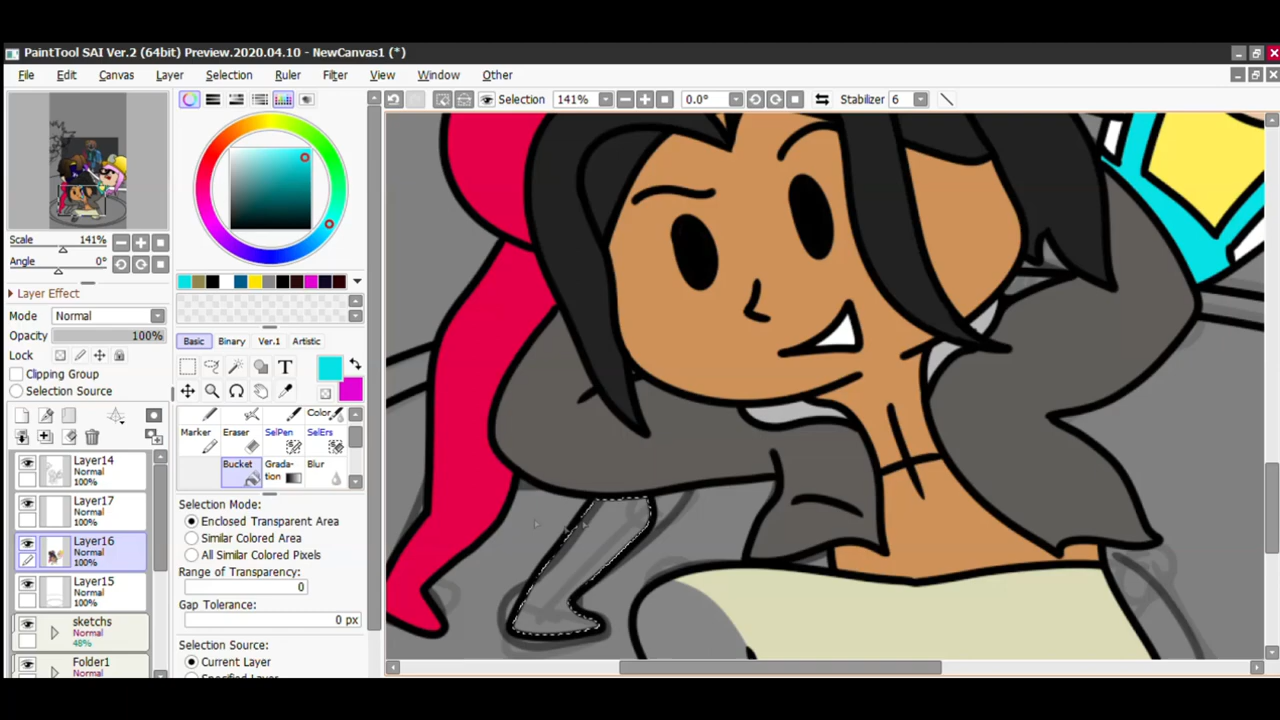 PaintTool SAI Ver.2 (64bit) Preview.2020.04.10 - NewCanvas1 (*)
File Edit Canvas Layer Selection Ruler Filter View Window Other
Selection 141% 0.0° Stabilizer 6
Scale 141%
Angle 0°
Layer Effect
Mode Normal
Opacity 100%
Lock
Clipping Group
Selection Source
Layer14
Normal
100%
Layer17
Normal
100%
Layer16
Normal
100%
Layer15
Normal
100%
sketchs
Normal
48%
Folder1
Normal
Basic Binary Ver.1 Artistic
T
Color
Marker Eraser SelPen SelErs
Bucket Grada- Blur
tion
Selection Mode:
Enclosed Transparent Area
Similar Colored Area
All Similar Colored Pixels
Range of Transparency:
0
Gap Tolerance:
0 px
Selection Source:
Current Layer